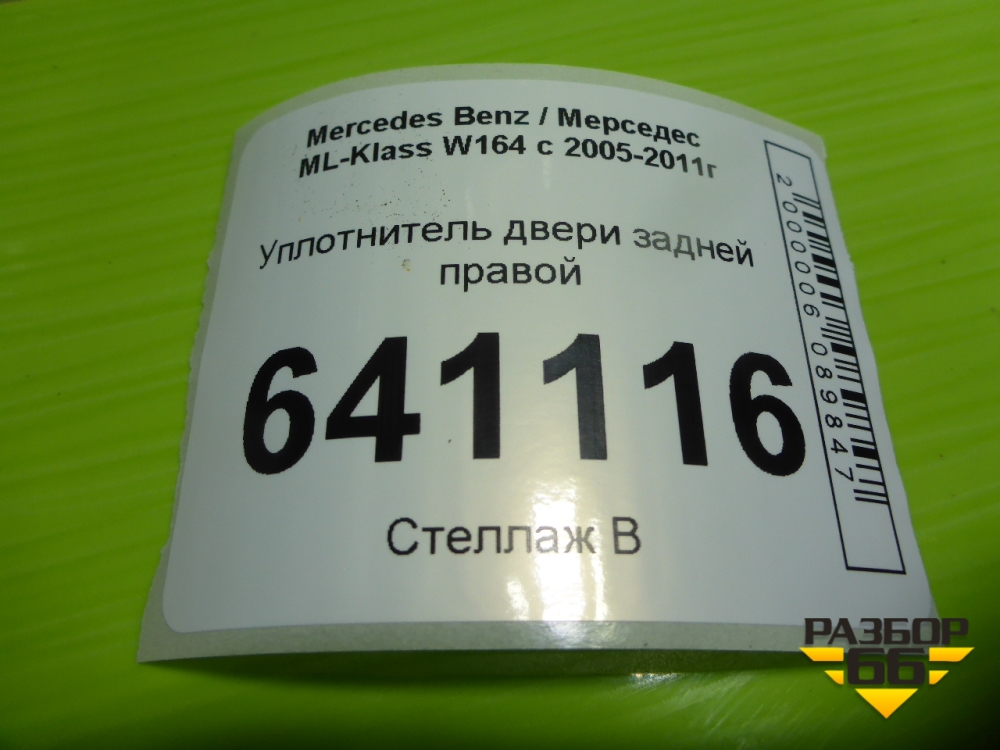 Mercedes Benz / Мерседес
ML-Klass W164 с 2005-2011г
Уплотнитель двери задней
правой
641116
Стеллаж В
2000006089847
РАЗБОР
66